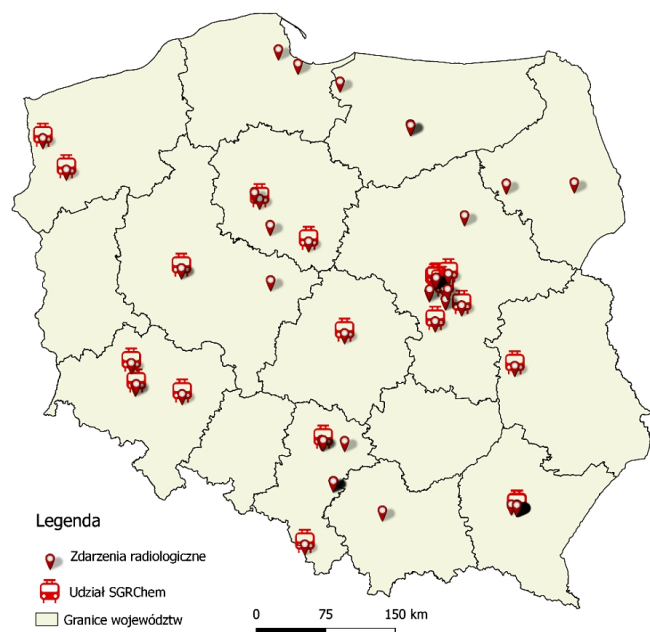 Legenda
Zdarzenia radiologiczne
Udział SGRChem
Granice województw
0 75 150 km